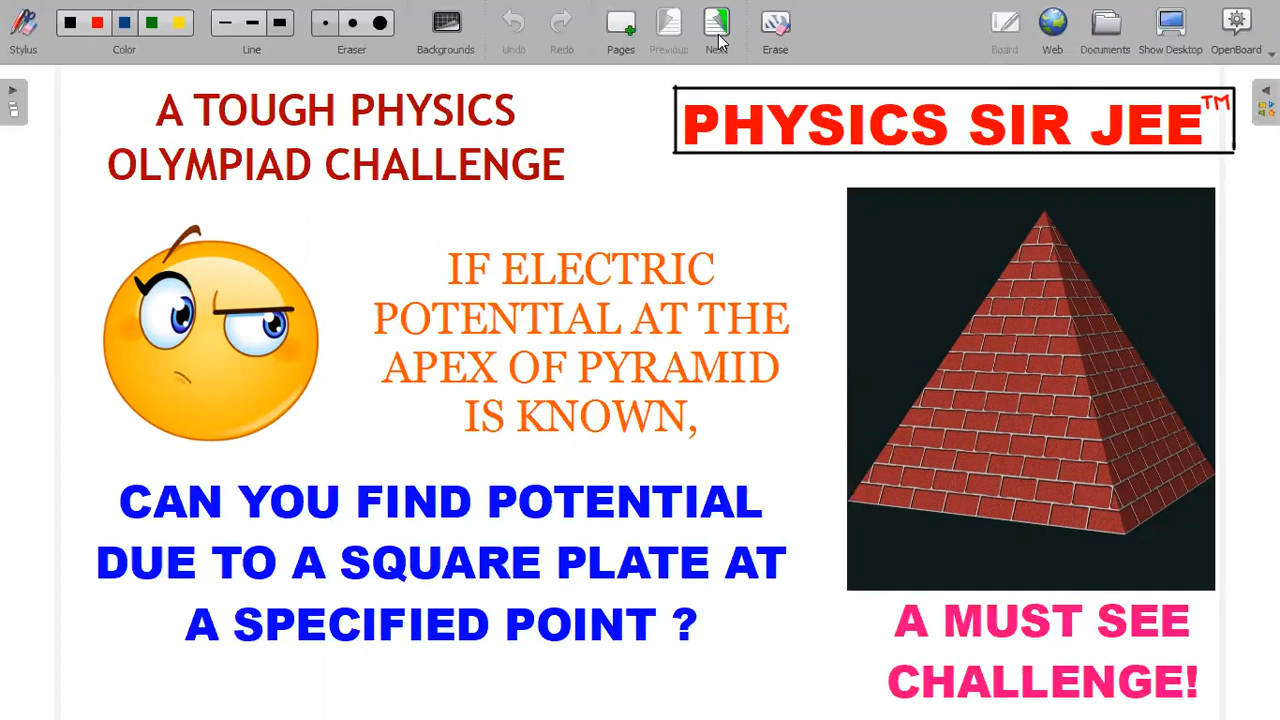 Stylus
Color
Line
Eraser
Backgrounds
Undo
Redo
Pages
Previous
Next
Erase
Board
Web
Documents
Show Desktop
OpenBoard
A TOUGH PHYSICS
OLYMPIAD CHALLENGE
PHYSICS SIR JEE™
IF ELECTRIC
POTENTIAL AT THE
APEX OF PYRAMID
IS KNOWN,
CAN YOU FIND POTENTIAL
DUE TO A SQUARE PLATE AT
A SPECIFIED POINT ?
A MUST SEE
CHALLENGE!